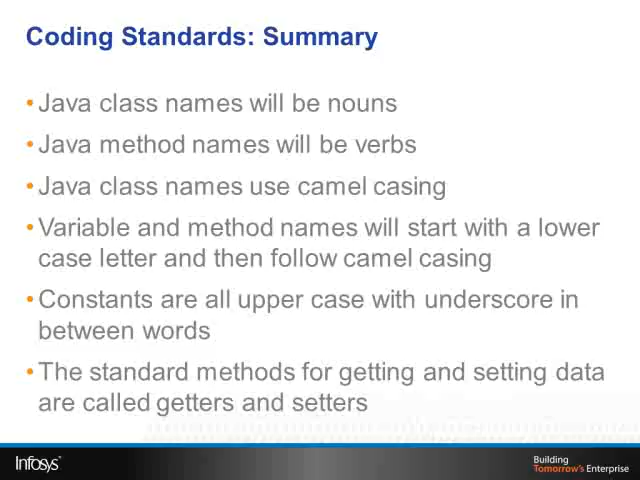 Coding Standards: Summary
•Java class names will be nouns
•Java method names will be verbs
•Java class names use camel casing
•Variable and method names will start with a lower
case letter and then follow camel casing
•Constants are all upper case with underscore in
between words
•The standard methods for getting and setting data
are called getters and setters
Infosys™
Building
Tomorrow's Enterprise